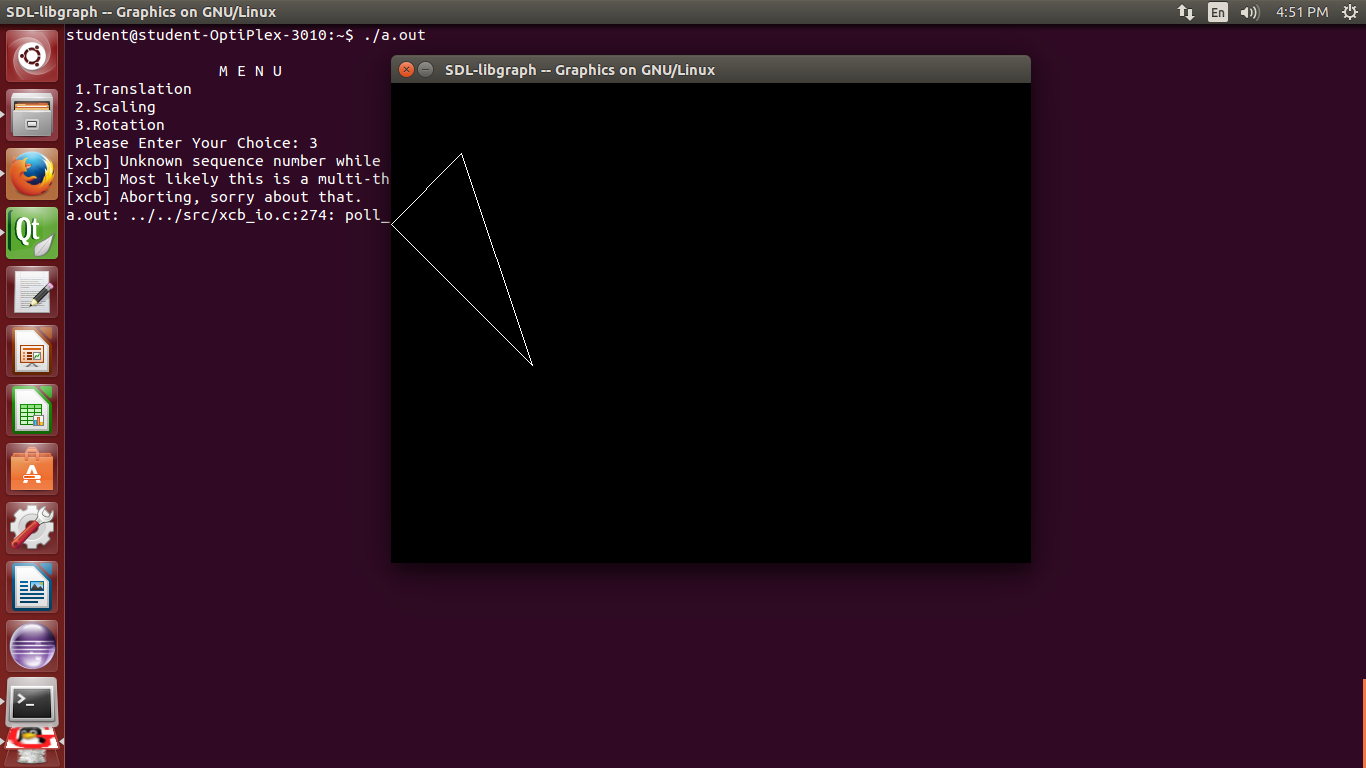 SDL-libgraph -- Graphics on GNU/Linux
En
4:51 PM
student@student-OptiPlex-3010:~$ ./a.out
M E N U
1.Translation
2.Scaling
3.Rotation
Please Enter Your Choice: 3
[xcb] Unknown sequence number while
[xcb] Most likely this is a multi-th
[xcb] Aborting, sorry about that.
a.out: ../../src/xcb_io.c:274: poll_
SDL-libgraph -- Graphics on GNU/Linux
Qt